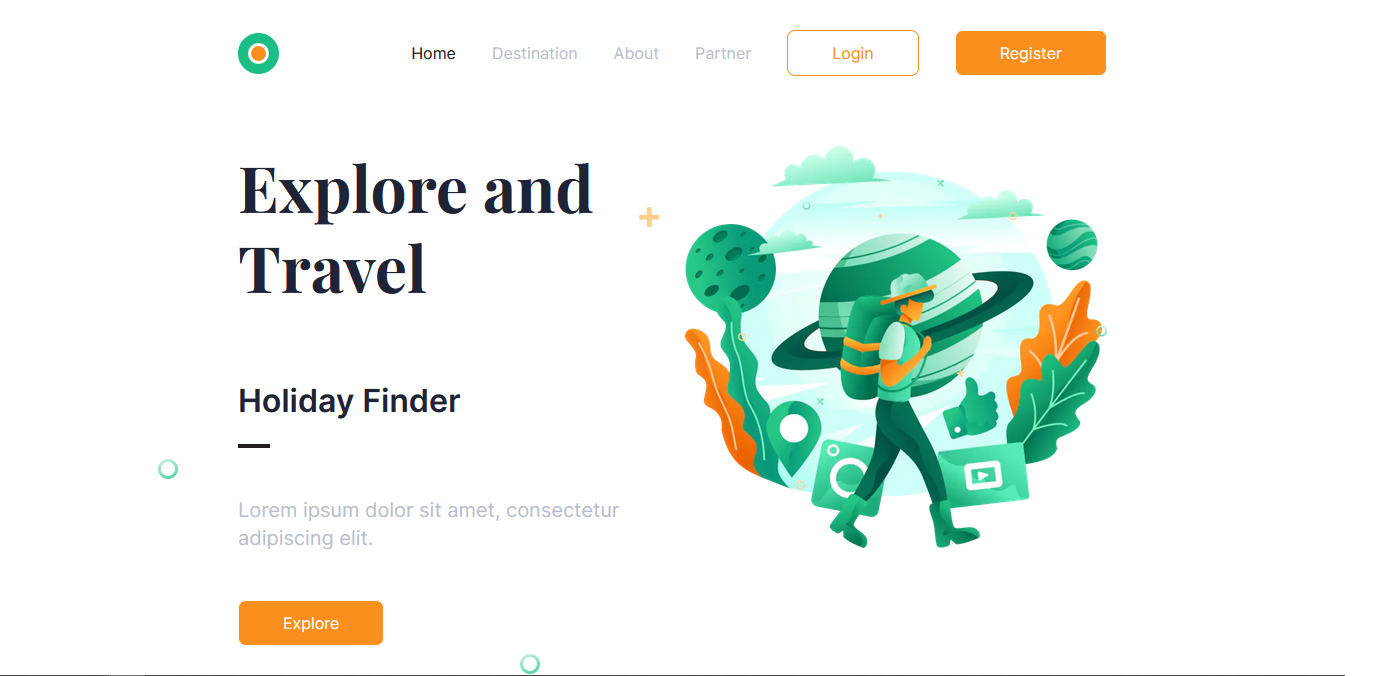 Home Destination About Partner Login Register
Explore and
Travel
Holiday Finder
Lorem ipsum dolor sit amet, consectetur
adipiscing elit.
Explore